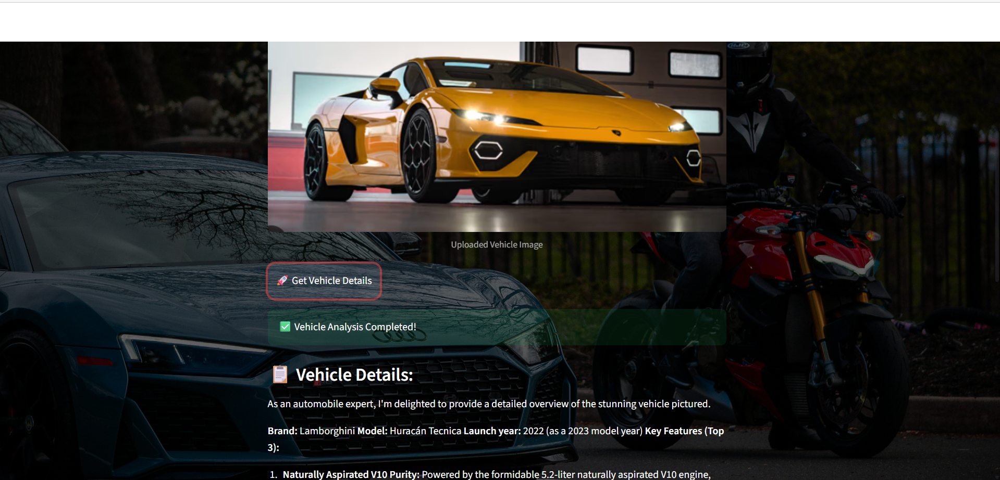 HJC
Uploaded Vehicle Image
🚀 Get Vehicle Details
✅ Vehicle Analysis Completed!
📋 Vehicle Details:
As an automobile expert, I'm delighted to provide a detailed overview of the stunning vehicle pictured.
Brand: Lamborghini Model: Huracán Tecnica Launch year: 2022 (as a 2023 model year) Key Features (Top
3):
1. Naturally Aspirated V10 Purity: Powered by the formidable 5.2-liter naturally aspirated V10 engine,